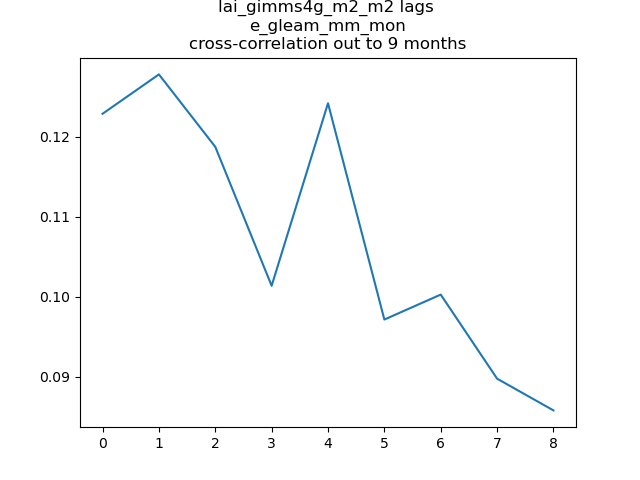 lai_gimms4g_m2_m2 lags
e_gleam_mm_mon
cross-correlation out to 9 months
0.12
0.11
0.10
0.09
0 1 2 3 4 5 6 7 8